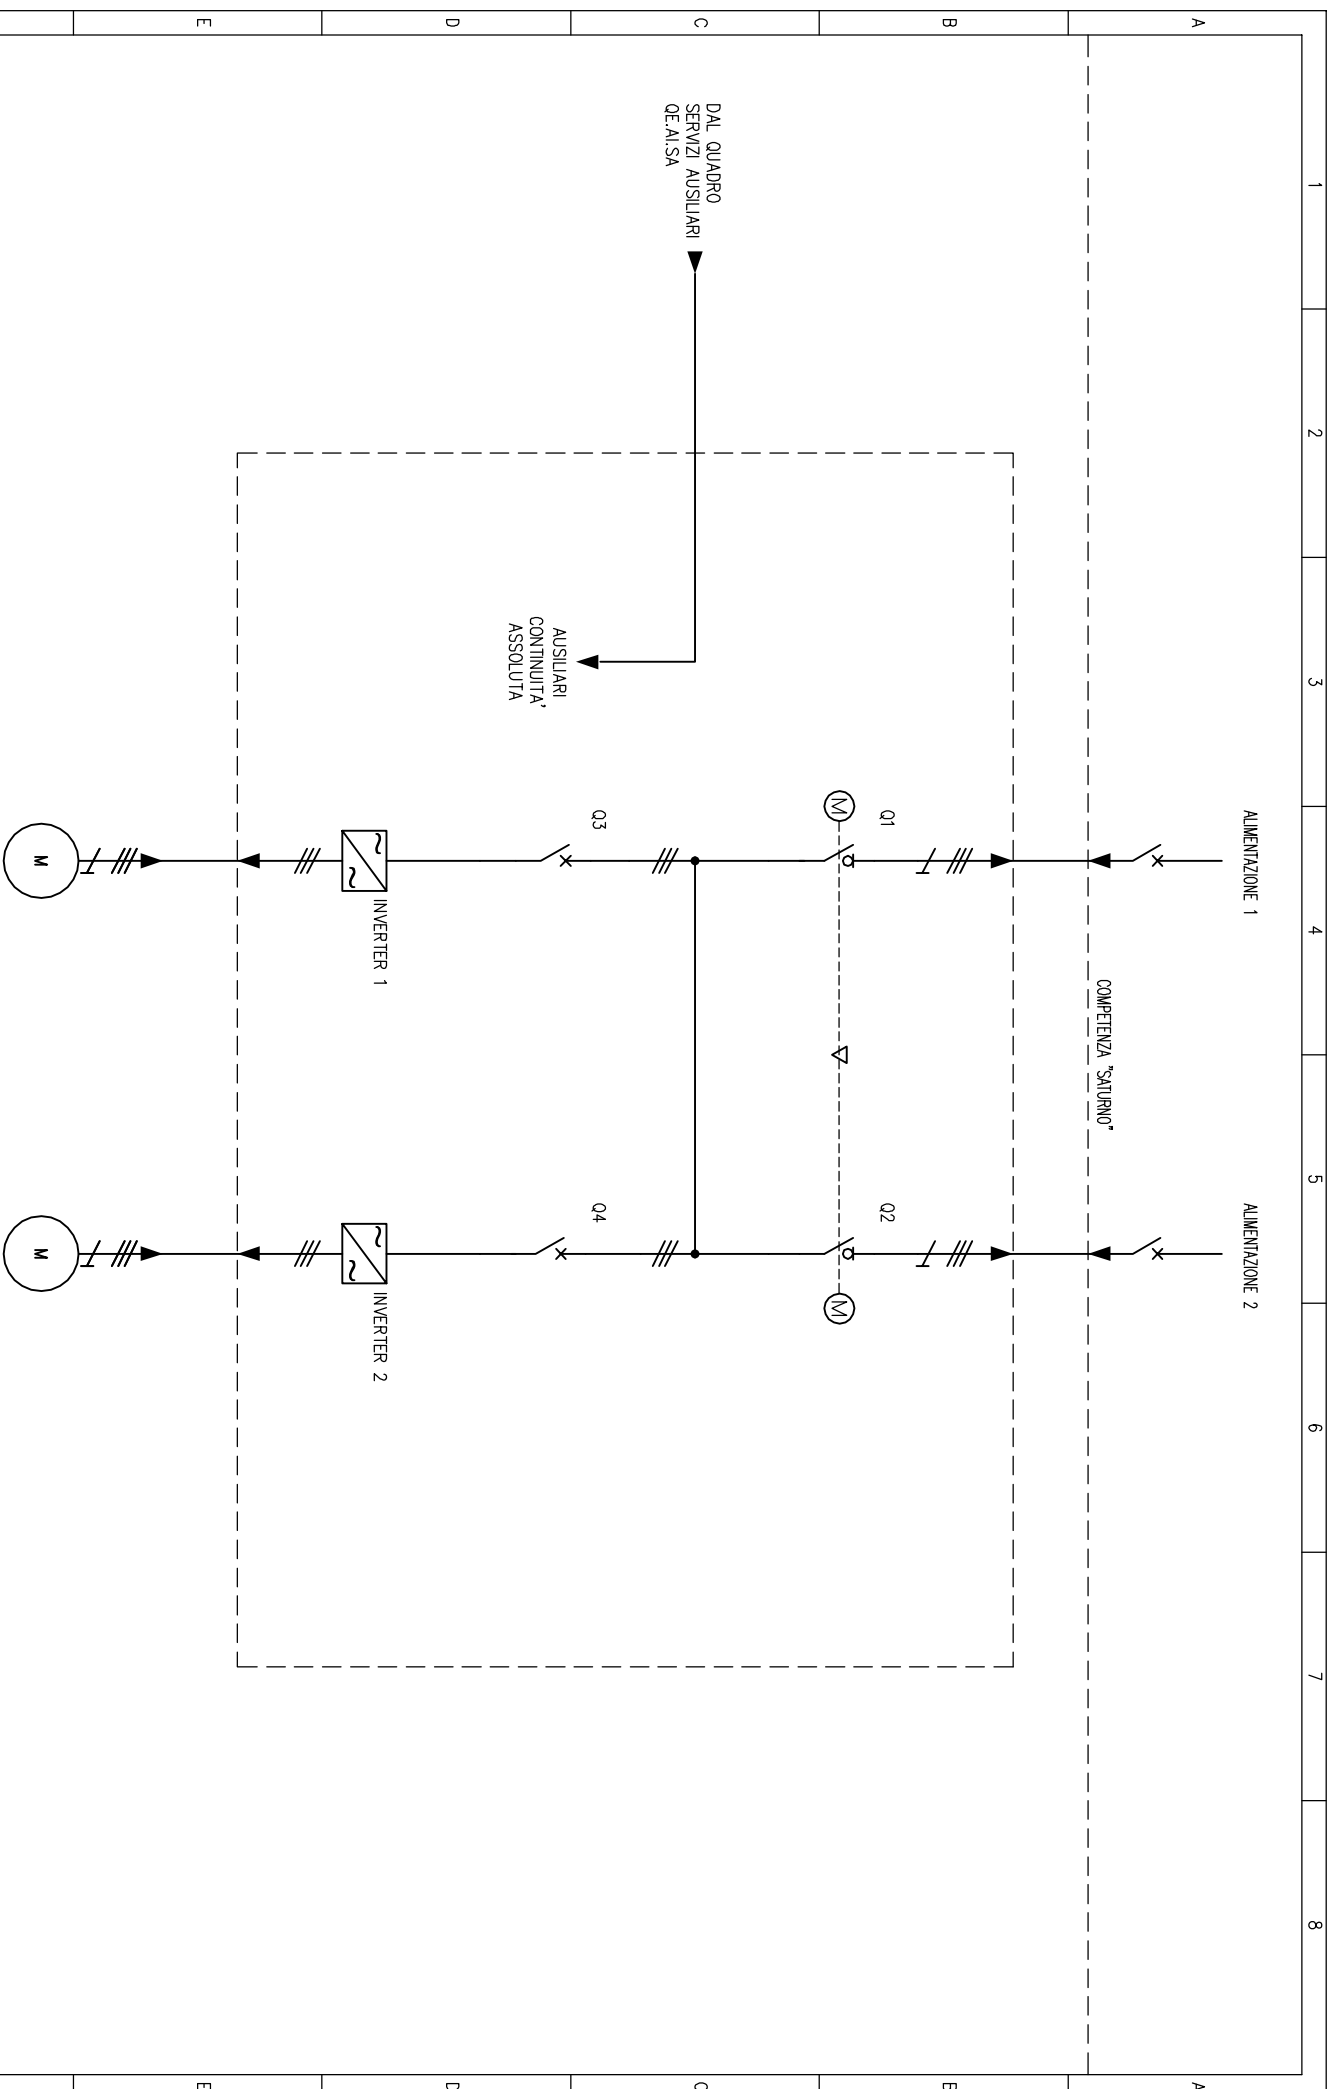 1
2
3
4
5
6
7
8
A
A
ALIMENTAZIONE 1
ALIMENTAZIONE 2
COMPETENZA "SATURNO"
B
B
Q1
Q2
M
M
C
C
DAL QUADRO
SERVIZI AUSILIARI
QE.AI.SA
Q3
Q4
AUSILIARI
CONTINUITA'
ASSOLUTA
D
D
INVERTER 1
INVERTER 2
~
~
~
~
E
E
M
M